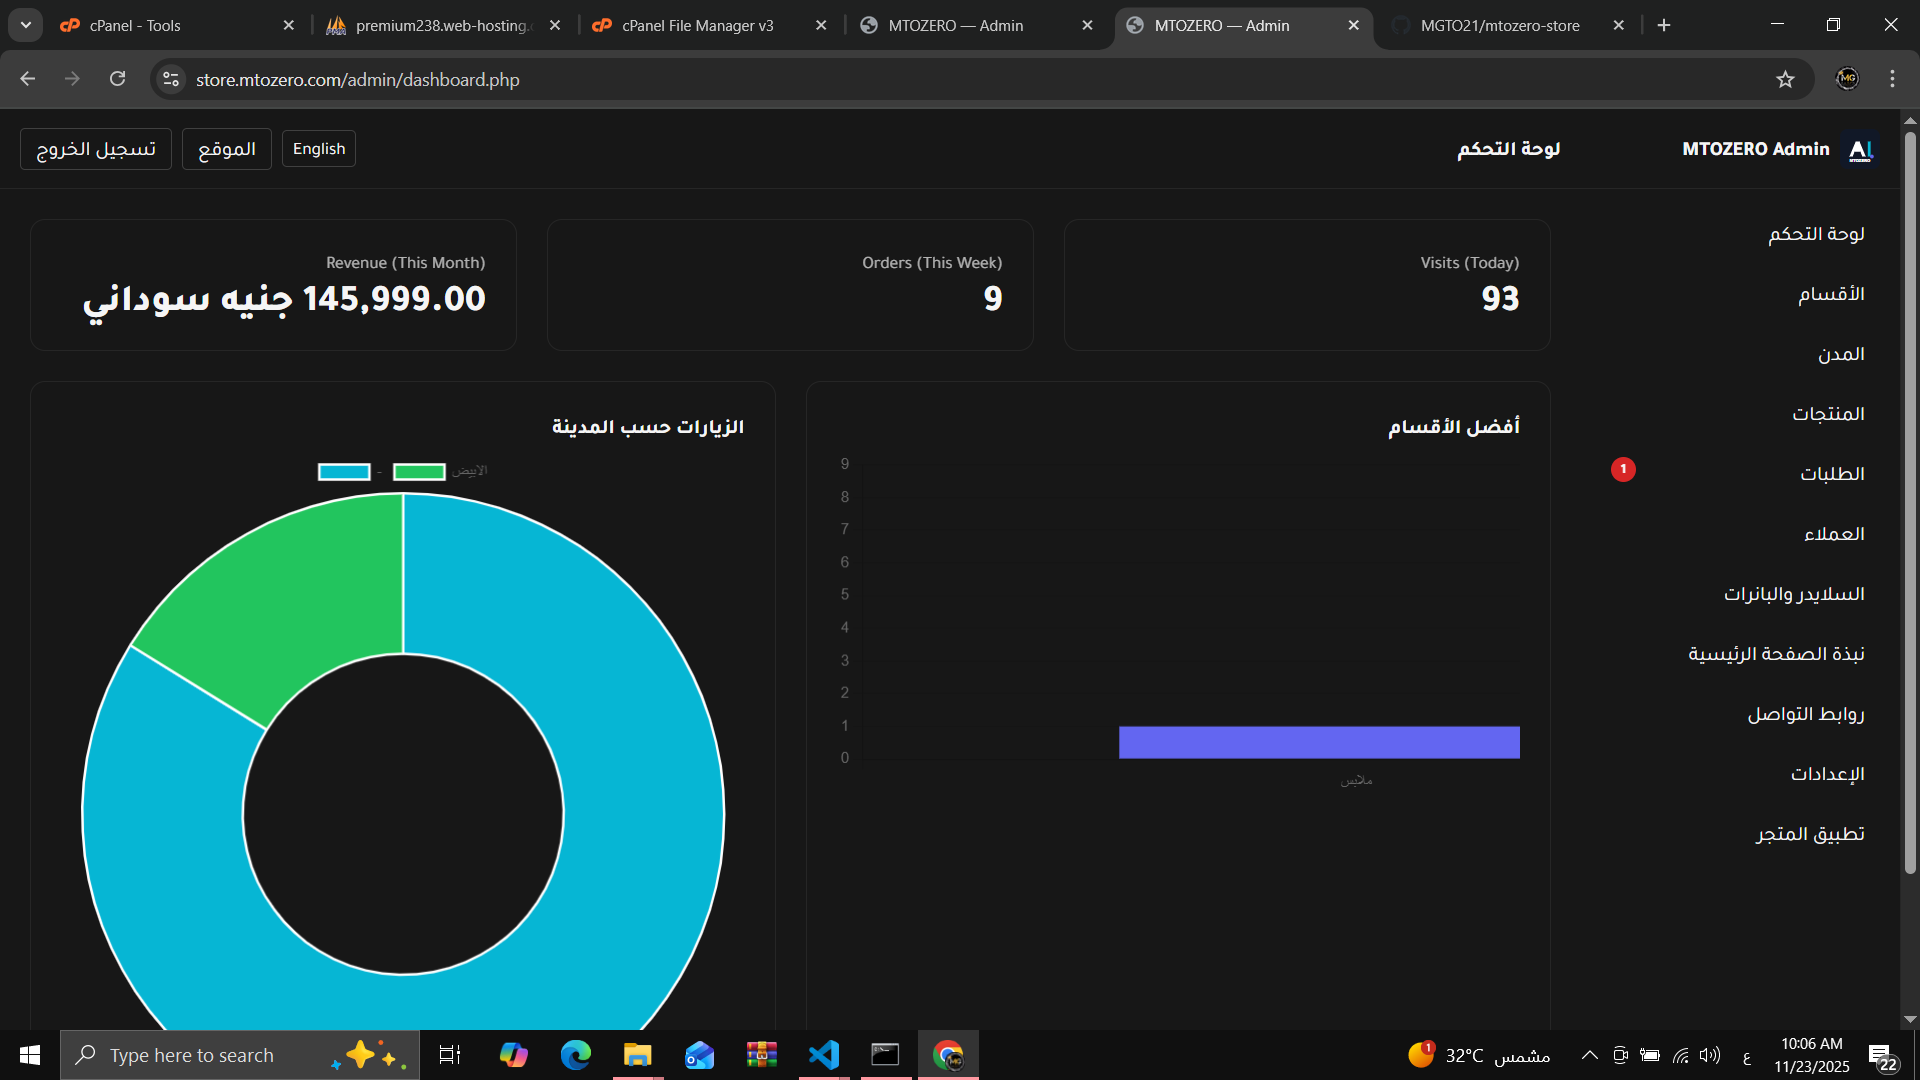 cPanel - Tools
premium238.web-hosting.
cPanel File Manager v3
MTOZERO — Admin
MTOZERO — Admin
MGTO21/mtozero-store
store.mtozero.com/admin/dashboard.php
MTOZERO Admin
لوحة التحكم
English
الموقع
تسجيل الخروج
لوحة التحكم
الأقسام
المدن
المنتجات
الطلبات
1
العملاء
السلايدر والبانرات
نبذة الصفحة الرئيسية
روابط التواصل
الإعدادات
تطبيق المتجر
Visits (Today)
93
Orders (This Week)
9
Revenue (This Month)
145,999.00 جنيه سوداني
أفضل الأقسام
9
8
7
6
5
4
3
2
1
0
ملابس
الزيارات حسب المدينة
-
الابيض
Type here to search
1
32°C مشمس
ع
10:06 AM
11/23/2025
22